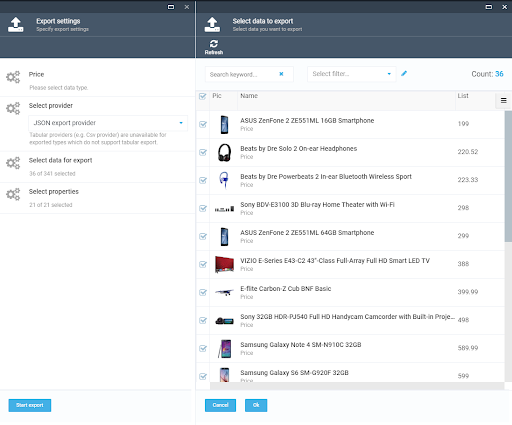 Export settings
Specify export settings
Price
Please select data type
Select provider
JSON export provider
Tabular providers (e.g. Csv provider) are unavailable for
exported types which do not support tabular export.
Select data for export
36 of 341 selected
Select properties
21 of 21 selected
Start export
Select data to export
Select data you want to export
Refresh
Search keyword...
Select filter...
Count: 36
Pic Name List
ASUS ZenFone 2 ZE551ML 16GB Smartphone 199
Price
Beats by Dre Solo 2 On-ear Headphones 220.52
Price
Beats by Dre Powerbeats 2 In-ear Bluetooth Wireless Sport 223.33
Price
Sony BDV-E3100 3D Blu-ray Home Theater with Wi-Fi 298
Price
ASUS ZenFone 2 ZE551ML 64GB Smartphone 299
Price
VIZIO E-Series E43-C2 43"-Class Full-Array Full HD Smart LED TV 388
Price
E-flite Carbon-Z Cub BNF Basic 399.99
Price
Sony 32GB HDR-PJ540 Full HD Handycam Camcorder with Built-in Proje... 498
Price
Samsung Galaxy Note 4 SM-N910C 32GB 589.99
Price
Samsung Galaxy S6 SM-G920F 32GB 599
Price
Cancel
Ok